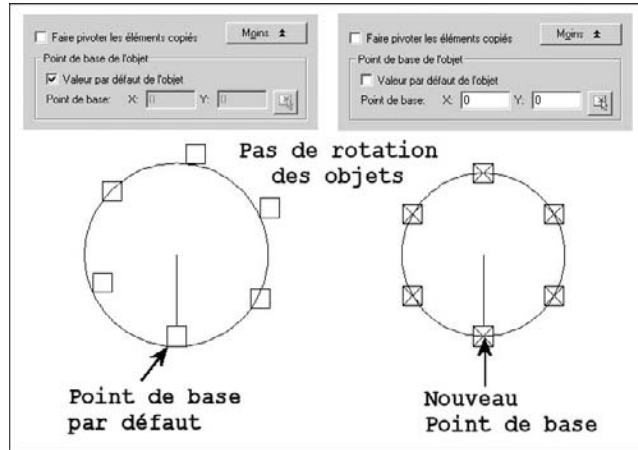 Faire pivoter les éléments copiés
Moins
Point de base de l'objet
Valeur par défaut de l'objet
Point de base: X: 0 Y: 0
Faire pivoter les éléments copiés
Moins
Point de base de l'objet
Valeur par défaut de l'objet
Point de base: X: 0 Y: 0
Pas de rotation
des objets
Point de base
par défaut
Nouveau
Point de base